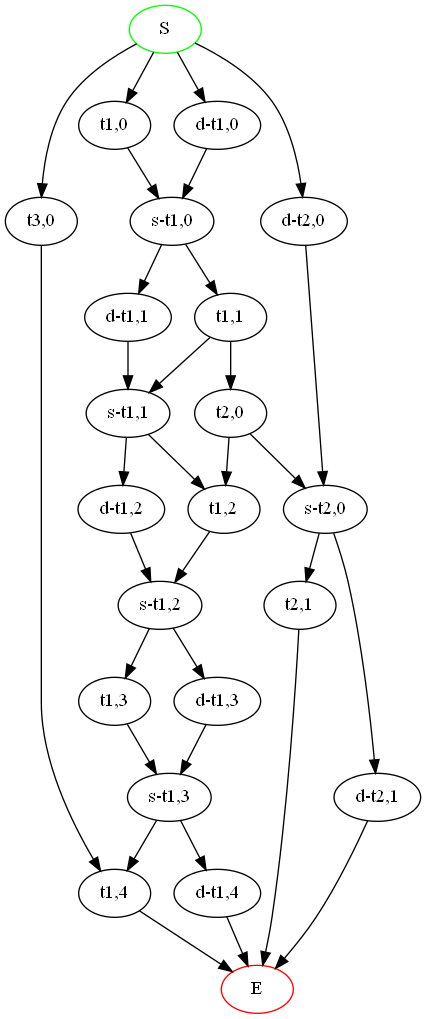 S
t1,0
d-t1,0
t3,0
s-t1,0
d-t2,0
d-t1,1
t1,1
s-t1,1
t2,0
d-t1,2
t1,2
s-t2,0
s-t1,2
t2,1
t1,3
d-t1,3
s-t1,3
d-t2,1
t1,4
d-t1,4
E